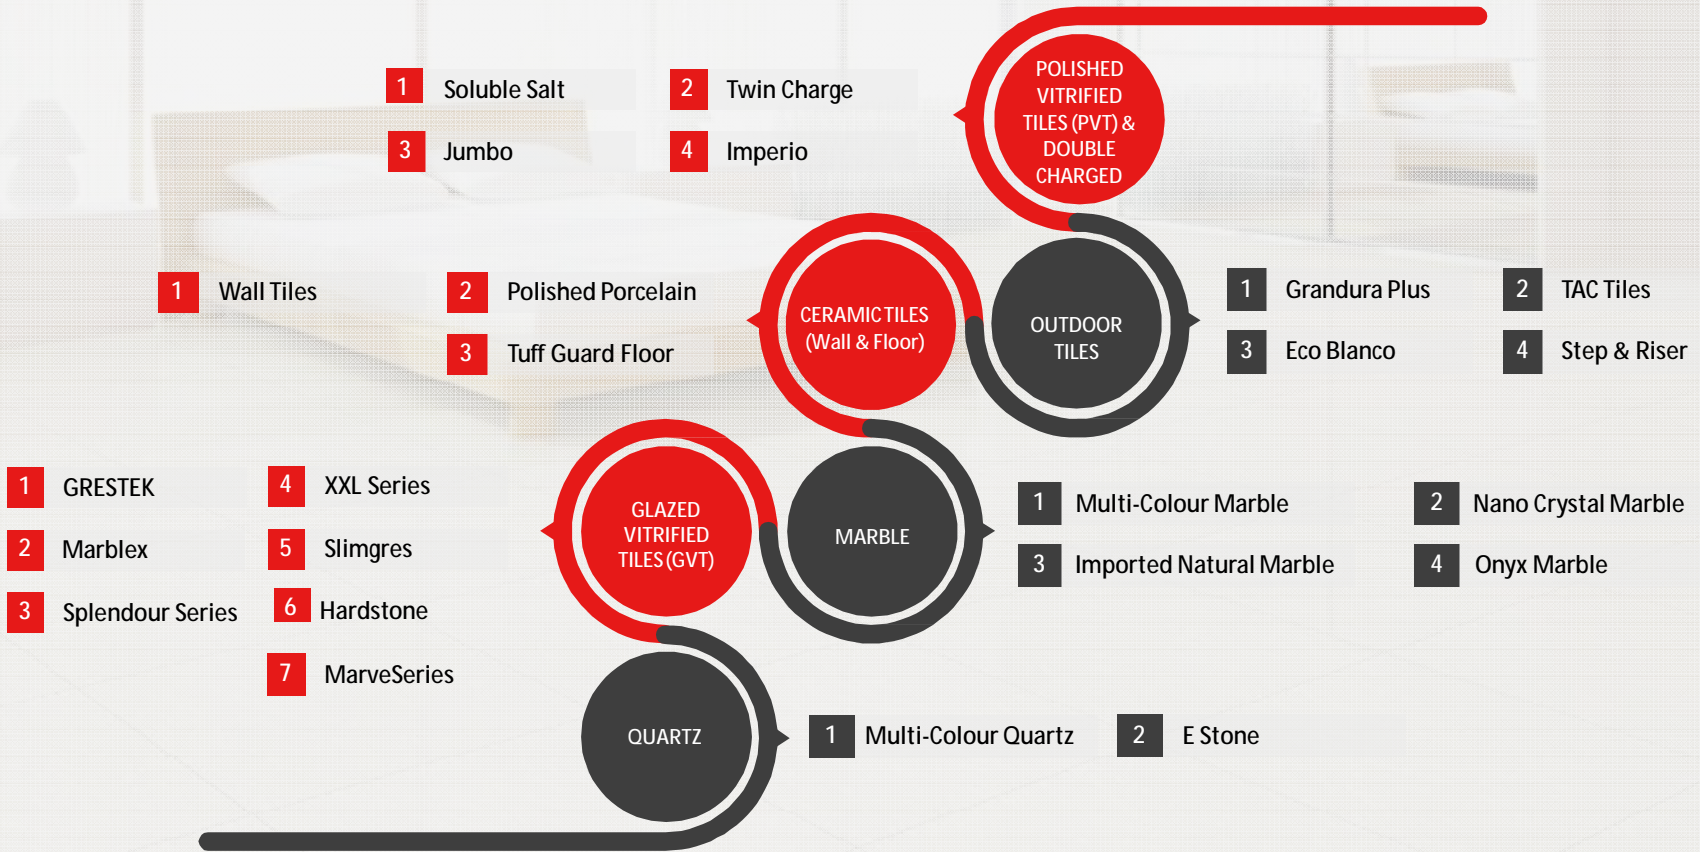 POLISHED
VITRIFIED
TILES (PVT) &
DOUBLE
CHARGED
1 Soluble Salt
2 Twin Charge
3 Jumbo
4 Imperio
CERAMIC TILES
(Wall & Floor)
1 Wall Tiles
2 Polished Porcelain
3 Tuff Guard Floor
OUTDOOR
TILES
1 Grandura Plus
2 TAC Tiles
3 Eco Blanco
4 Step & Riser
GLAZED
VITRIFIED
TILES (GVT)
1 GRESTEK
2 Marblex
3 Splendour Series
4 XXL Series
5 Slimgres
6 Hardstone
7 MarveSeries
MARBLE
1 Multi-Colour Marble
2 Nano Crystal Marble
3 Imported Natural Marble
4 Onyx Marble
QUARTZ
1 Multi-Colour Quartz
2 E Stone